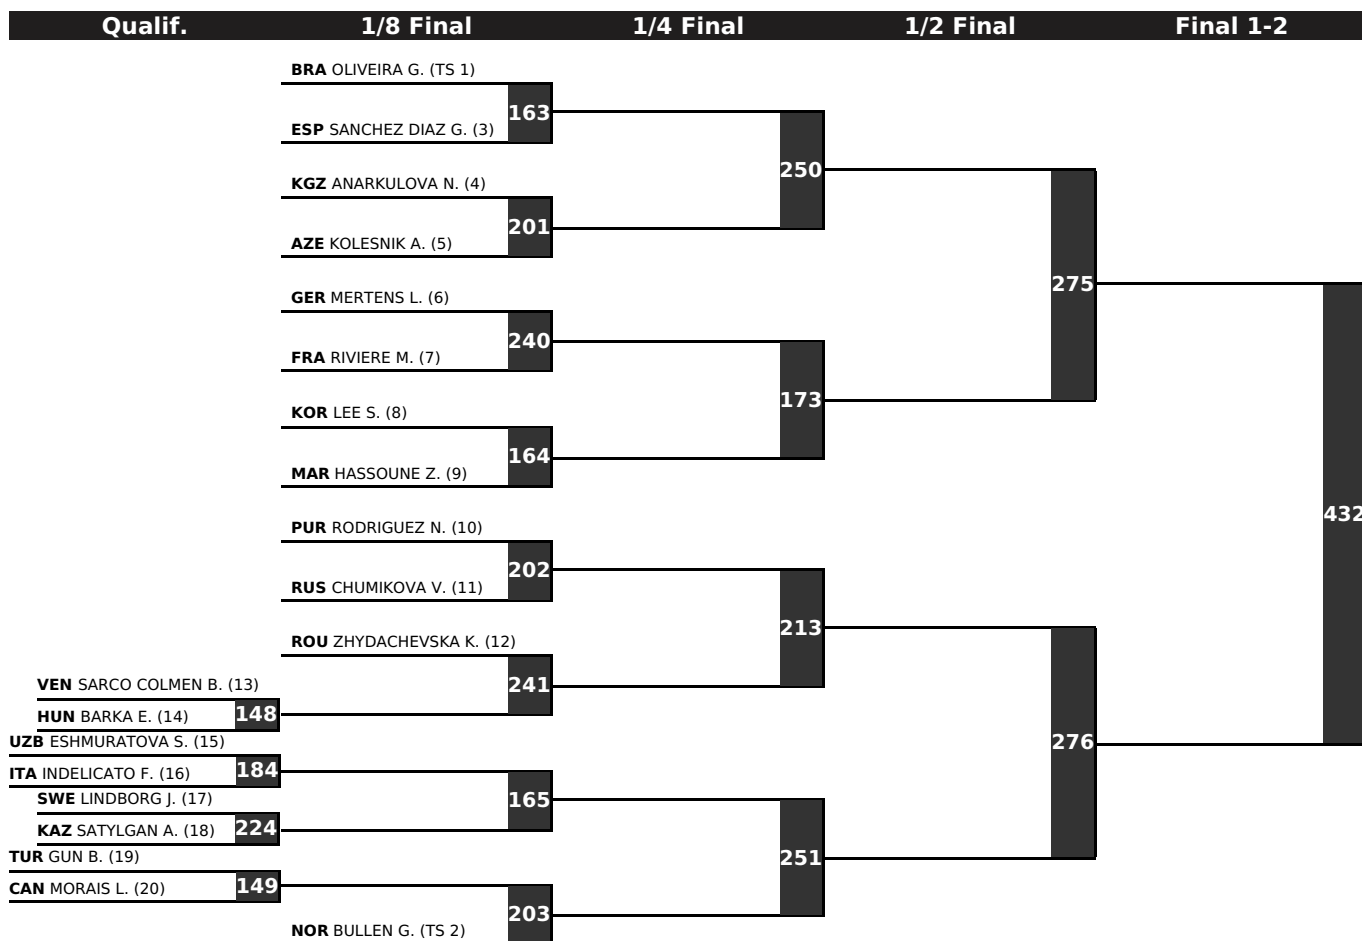 Qualif. 1/8 Final 1/4 Final 1/2 Final Final 1-2
BRA OLIVEIRA G. (TS 1)
163
ESP SANCHEZ DIAZ G. (3)
250
KGZ ANARKULOVA N. (4)
201
AZE KOLESNIK A. (5)
275
GER MERTENS L. (6)
240
FRA RIVIERE M. (7)
173
KOR LEE S. (8)
164
MAR HASSOUNE Z. (9)
432
PUR RODRIGUEZ N. (10)
202
RUS CHUMIKOVA V. (11)
213
ROU ZHYDACHEVSKA K. (12)
241
VEN SARCO COLMEN B. (13)
148
HUN BARKA E. (14)
276
UZB ESHMURATOVA S. (15)
184
ITA INDELICATO F. (16)
165
SWE LINDBORG J. (17)
224
KAZ SATYLGAN A. (18)
251
TUR GUN B. (19)
149
CAN MORAIS L. (20)
203
NOR BULLEN G. (TS 2)